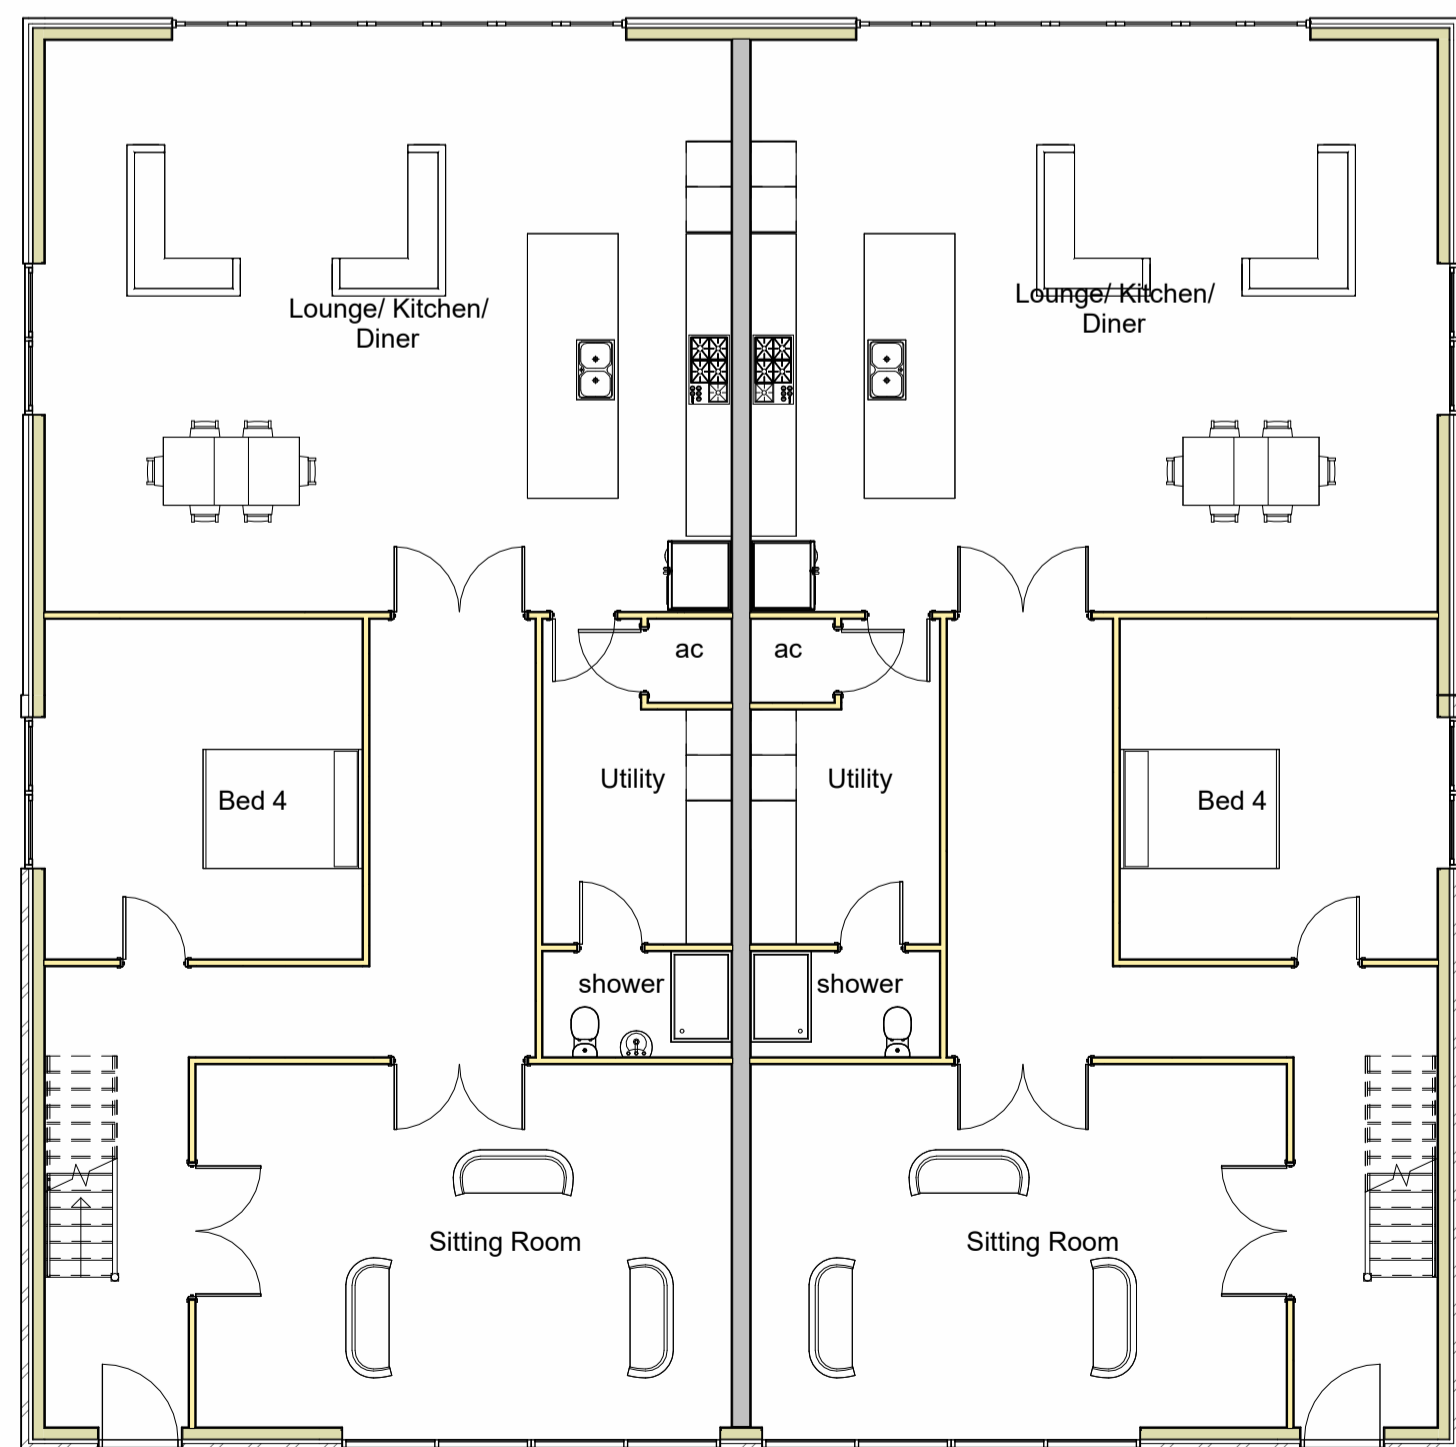 Lounge/ Kitchen/
Diner
Lounge/ Kitchen/
Diner
ac
ac
Utility
Utility
Bed 4
Bed 4
shower
shower
Sitting Room
Sitting Room